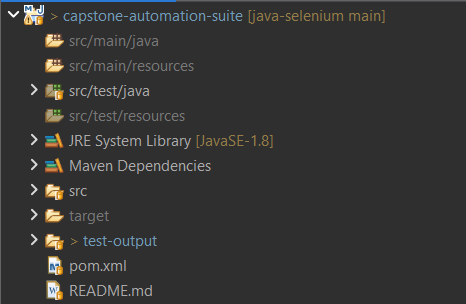 > capstone-automation-suite [java-selenium main]
src/main/java
src/main/resources
src/test/java
src/test/resources
JRE System Library [JavaSE-1.8]
Maven Dependencies
src
target
> test-output
pom.xml
README.md